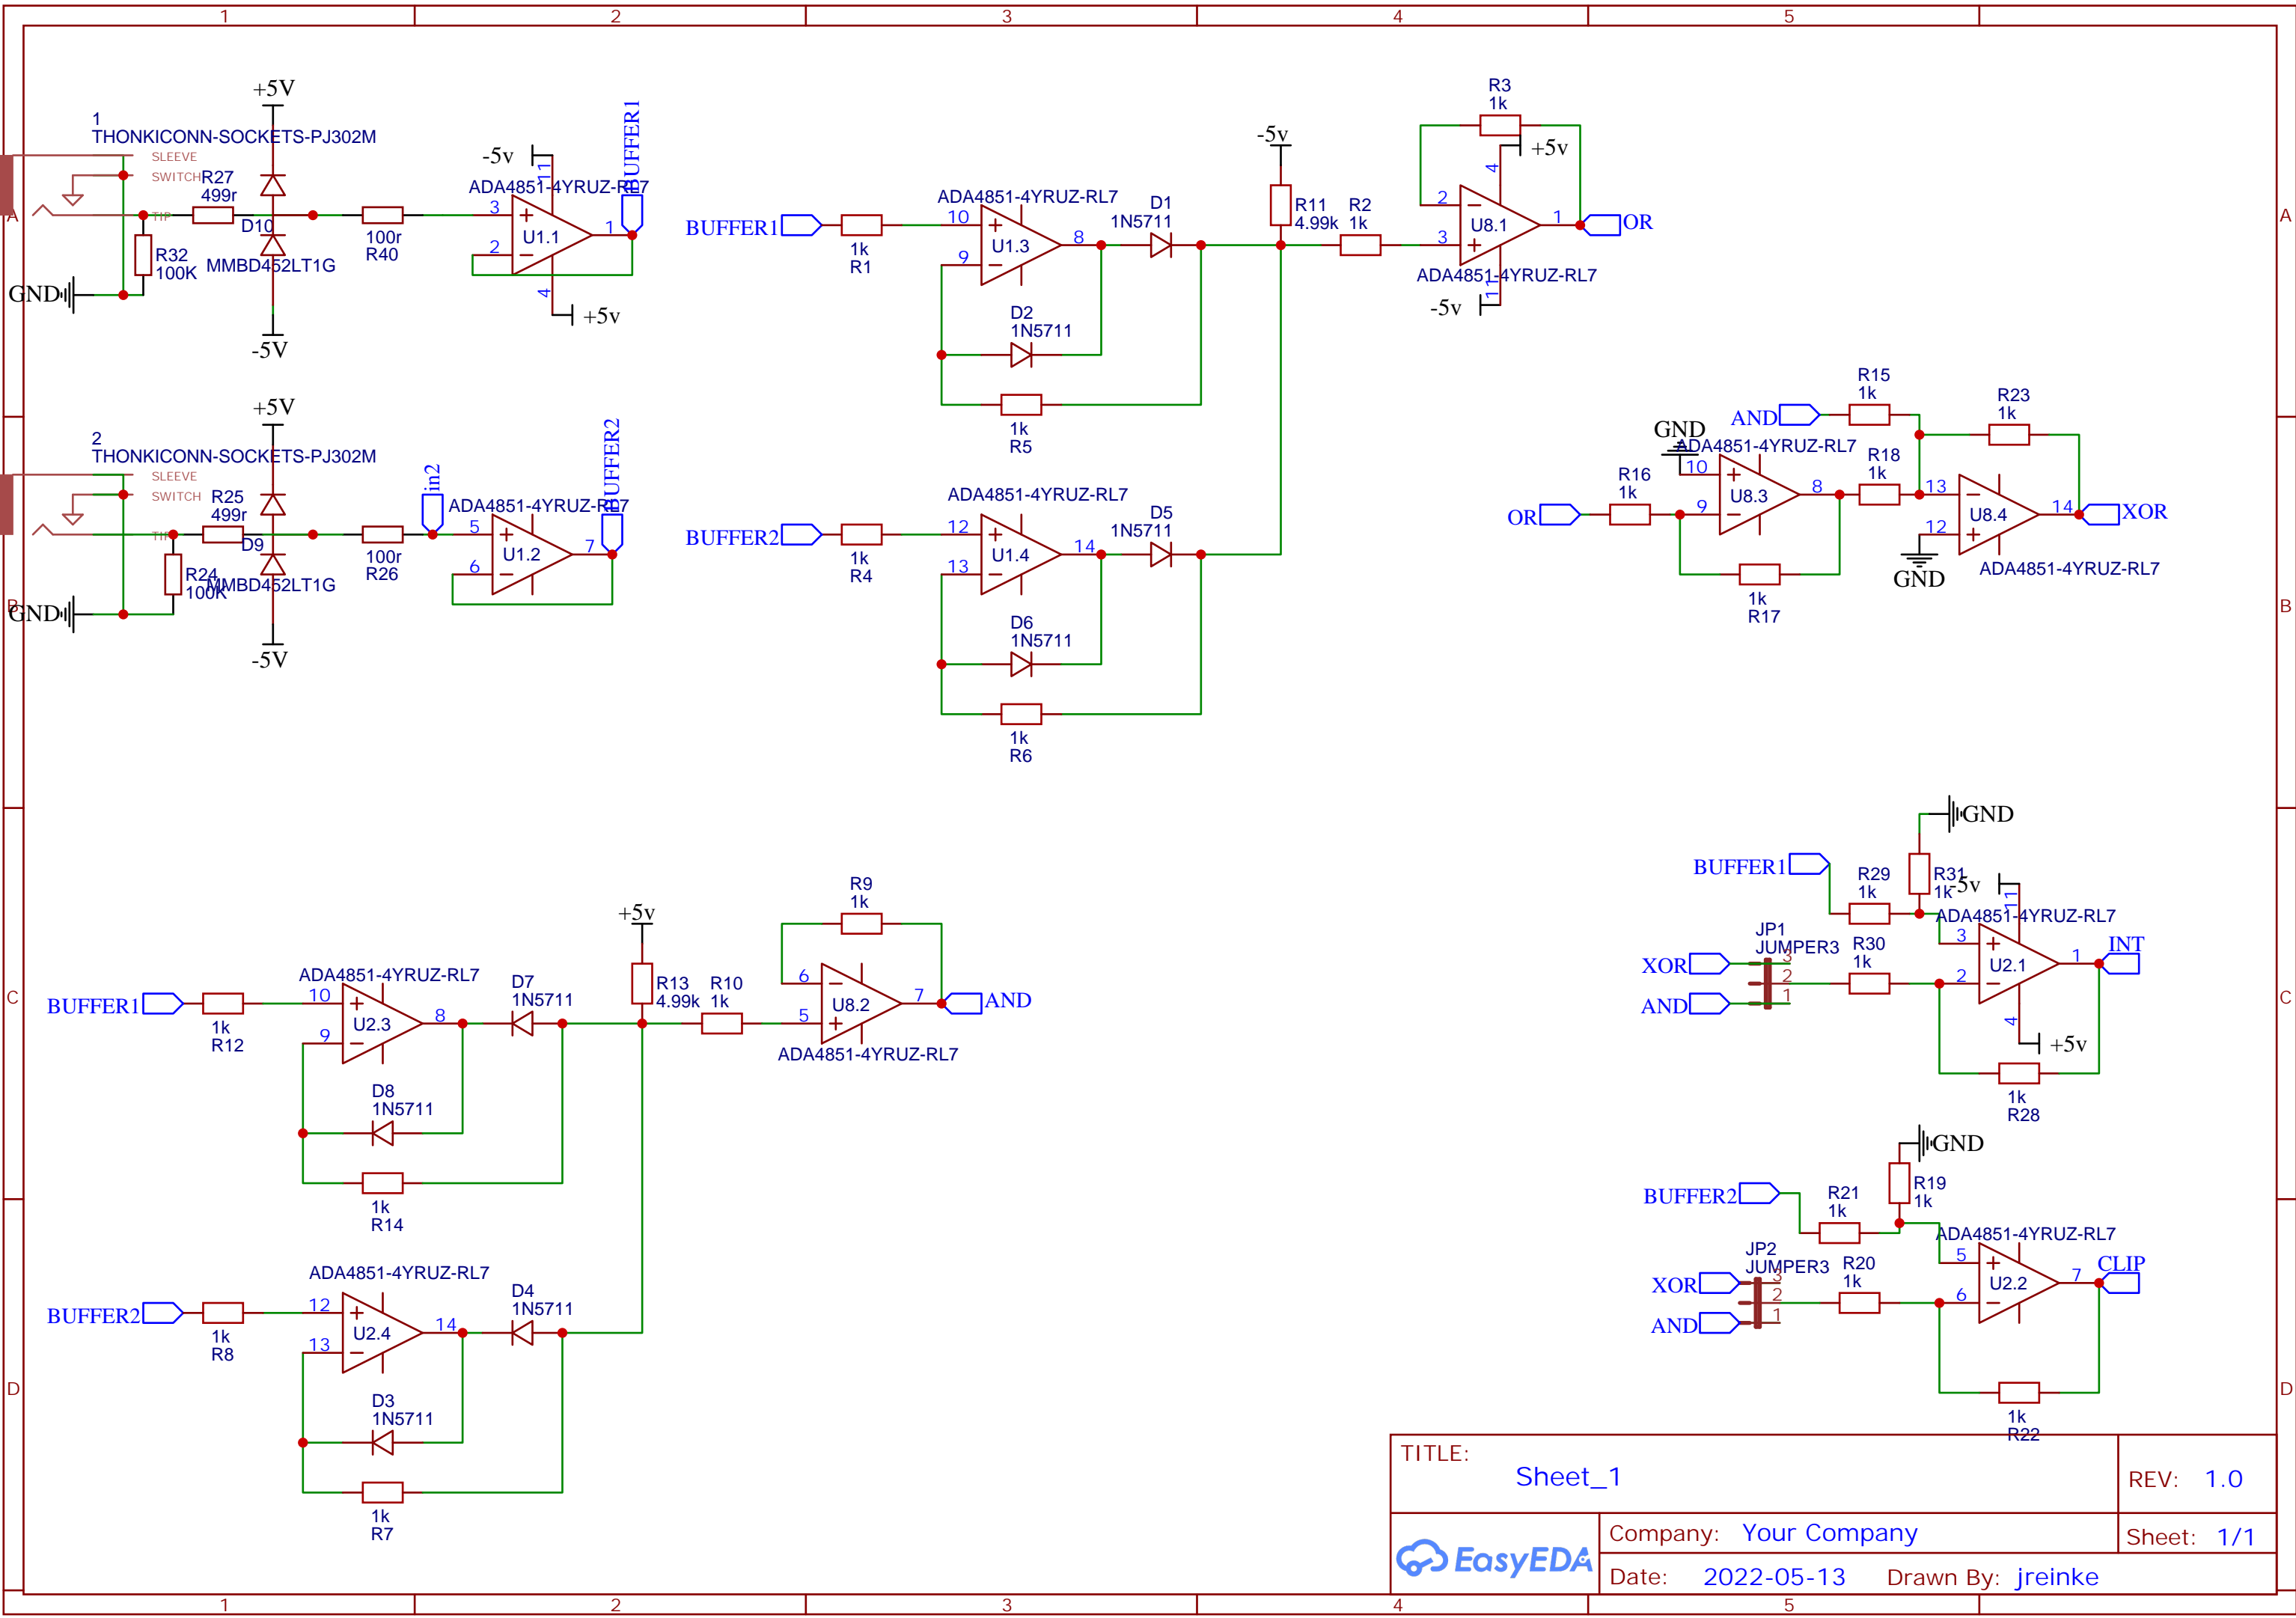 1 2 3 4 5
+5V
1
THONKICONN-SOCKETS-PJ302M
SLEEVE
SWITCH
TIP
R27
499r
D10
R32
100K
MMBD452LT1G
GND
-5V
100r
R40
-5v
11
ADA4851-4YRUZ-RL7
3
2
U1.1
1
4
+5v
BUFFER1
+5V
2
THONKICONN-SOCKETS-PJ302M
SLEEVE
SWITCH
TIP
R25
499r
D9
R24
100K
MMBD452LT1G
GND
-5V
100r
R26
in2
ADA4851-4YRUZ-RL7
5
6
U1.2
7
BUFFER2
BUFFER1
1k
R1
ADA4851-4YRUZ-RL7
10
9
U1.3
8
D1
1N5711
D2
1N5711
1k
R5
-5v
R11
4.99k
R2
1k
R3
1k
+5v
4
2
3
U8.1
1
OR
ADA4851-4YRUZ-RL7
11
-5v
BUFFER2
1k
R4
ADA4851-4YRUZ-RL7
12
13
U1.4
14
D5
1N5711
D6
1N5711
1k
R6
OR
R16
1k
GND
ADA4851-4YRUZ-RL7
10
9
U8.3
8
1k
R17
AND
R15
1k
R18
1k
R23
1k
13
12
U8.4
14
XOR
GND
ADA4851-4YRUZ-RL7
BUFFER1
1k
R12
ADA4851-4YRUZ-RL7
10
9
U2.3
8
D7
1N5711
D8
1N5711
1k
R14
+5v
R13
4.99k
R10
1k
R9
1k
6
5
U8.2
7
AND
ADA4851-4YRUZ-RL7
BUFFER2
1k
R8
ADA4851-4YRUZ-RL7
12
13
U2.4
14
D4
1N5711
D3
1N5711
1k
R7
GND
BUFFER1
R29
1k
R31
1k
-5v
11
ADA4851-4YRUZ-RL7
JP1
JUMPER3
R30
1k
XOR
AND
3
2
1
3
2
U2.1
1
INT
4
+5v
1k
R28
GND
BUFFER2
R21
1k
R19
1k
ADA4851-4YRUZ-RL7
JP2
JUMPER3
R20
1k
XOR
AND
3
2
1
5
6
U2.2
7
CLIP
1k
R22
TITLE:
Sheet_1
REV: 1.0
EasyEDA
Company: Your Company
Sheet: 1/1
Date: 2022-05-13 Drawn By: jreinke
A
B
C
D
A
B
C
D
1 2 3 4 5